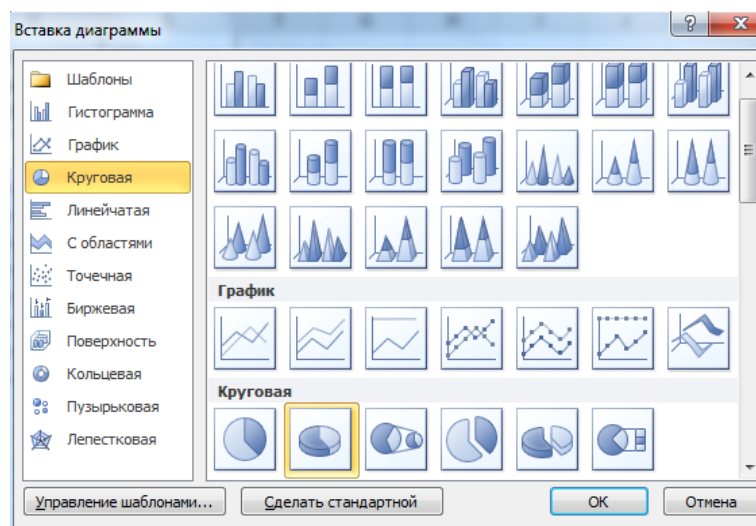 Вставка диаграммы
?
X
Шаблоны
Гистограмма
График
Круговая
Линейчатая
С областями
Точечная
Биржевая
Поверхность
Кольцевая
Пузырьковая
Лепестковая
График
Круговая
Управление шаблонами...
Сделать стандартной
ОК
Отмена